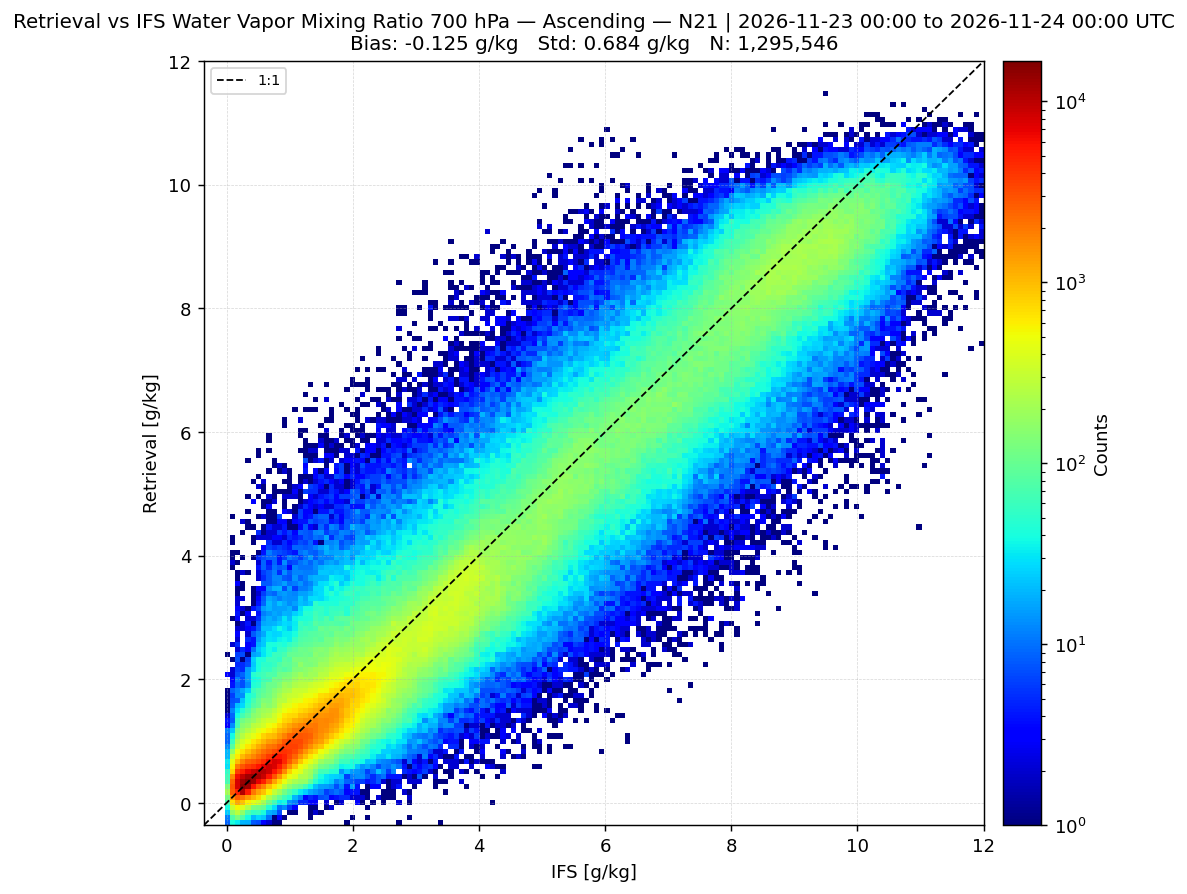 Retrieval vs IFS Water Vapor Mixing Ratio 700 hPa — Ascending — N21 | 2026-11-23 00:00 to 2026-11-24 00:00 UTC
Bias: -0.125 g/kg   Std: 0.684 g/kg   N: 1,295,546
1:1
12
10
8
6
4
2
0
Retrieval [g/kg]
0 2 4 6 8 10 12
IFS [g/kg]
10⁴
10³
10²
10¹
10⁰
Counts